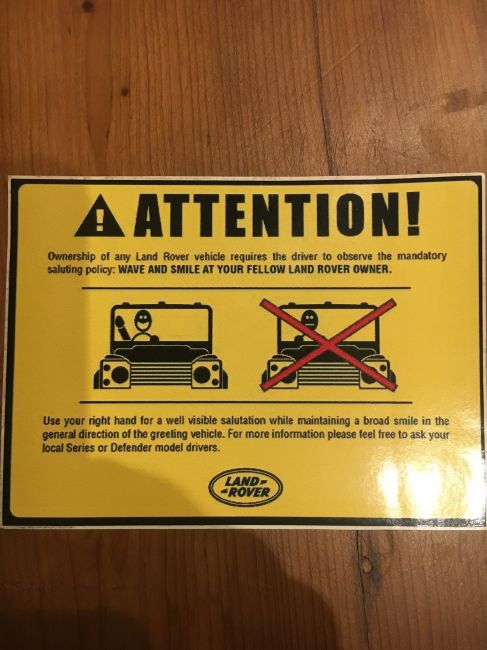 ATTENTION!
Ownership of any Land Rover vehicle requires the driver to observe the mandatory
saluting policy: WAVE AND SMILE AT YOUR FELLOW LAND ROVER OWNER.
Use your right hand for a well visible salutation while maintaining a broad smile in the
general direction of the greeting vehicle. For more information please feel free to ask your
local Series or Defender model drivers.
LAND-
-ROVER